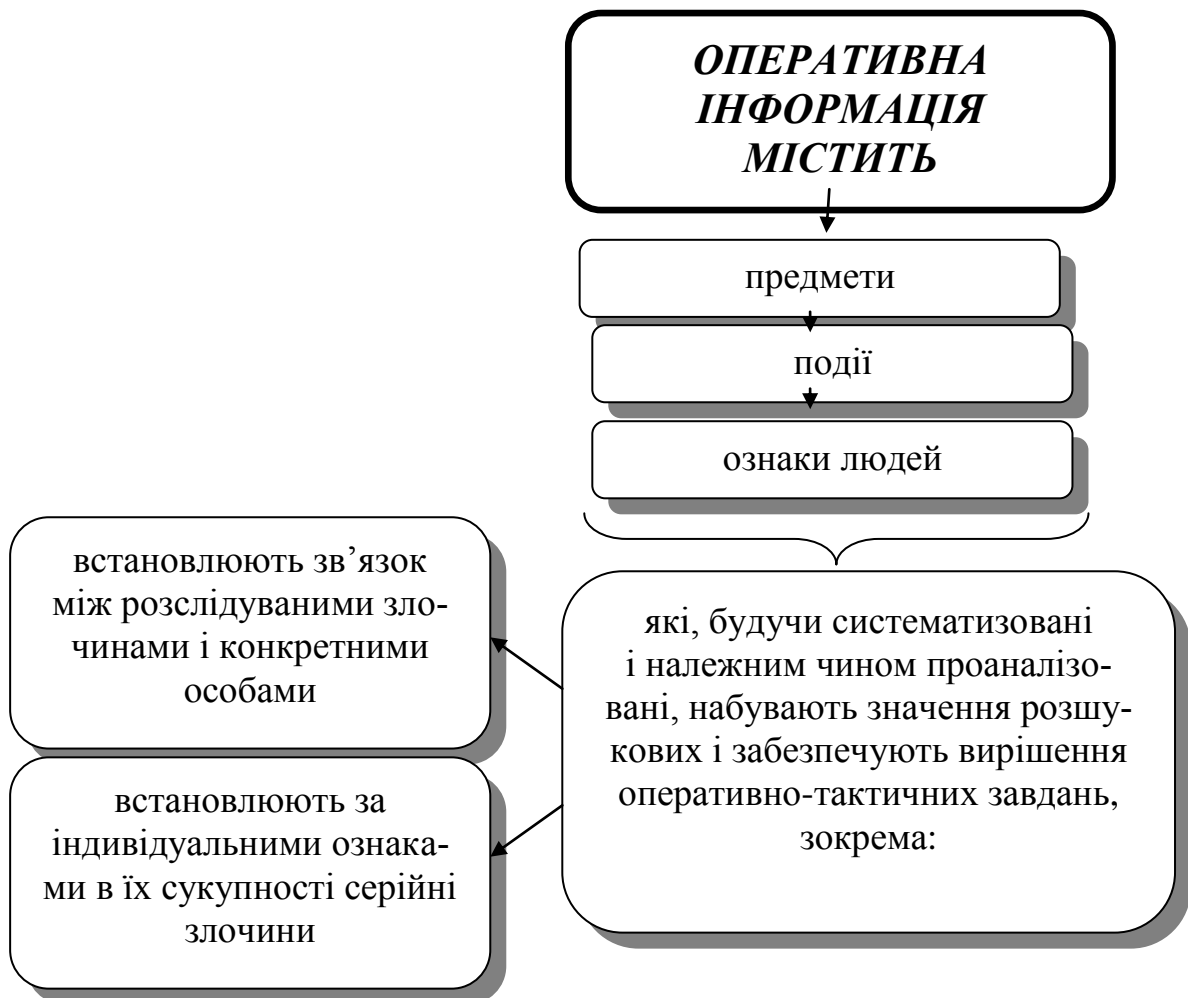 ОПЕРАТИВНА
ІНФОРМАЦІЯ
МІСТИТЬ
предмети
події
ознаки людей
встановлюють зв’язок
між розслідуваними зло-
чинами і конкретними
особами
які, будучи систематизовані
і належним чином проаналізо-
вані, набувають значення розшу-
кових і забезпечують вирішення
оперативно-тактичних завдань,
зокрема:
встановлюють за
індивідуальними ознака-
ми в їх сукупності серійні
злочини